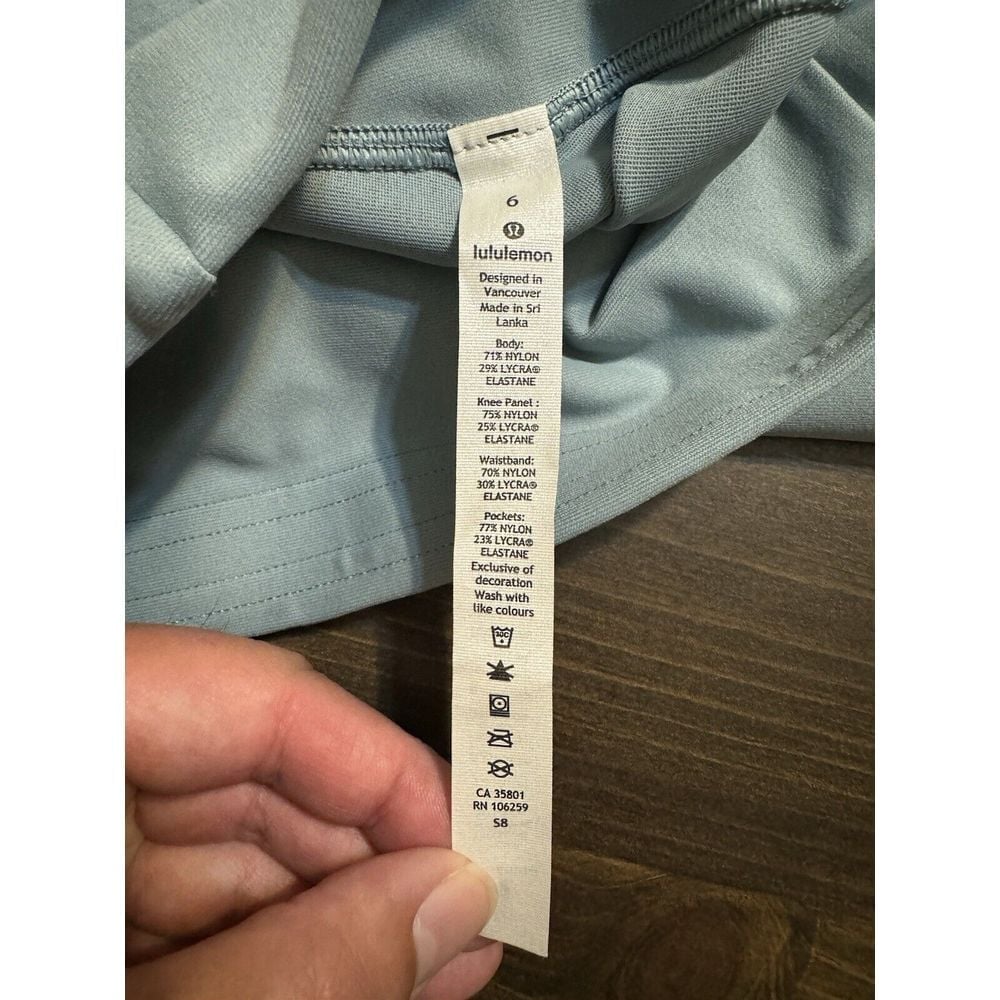 6
lululemon
Designed in
Vancouver
Made in Sri
Lanka
Body:
71% NYLON
29% LYCRA®
ELASTANE
Knee Panel :
75% NYLON
25% LYCRA®
ELASTANE
Waistband:
70% NYLON
30% LYCRA®
ELASTANE
Pockets:
77% NYLON
23% LYCRA®
ELASTANE
Exclusive of
decoration
Wash with
like colours
30C
CA 35801
RN 106259
S8